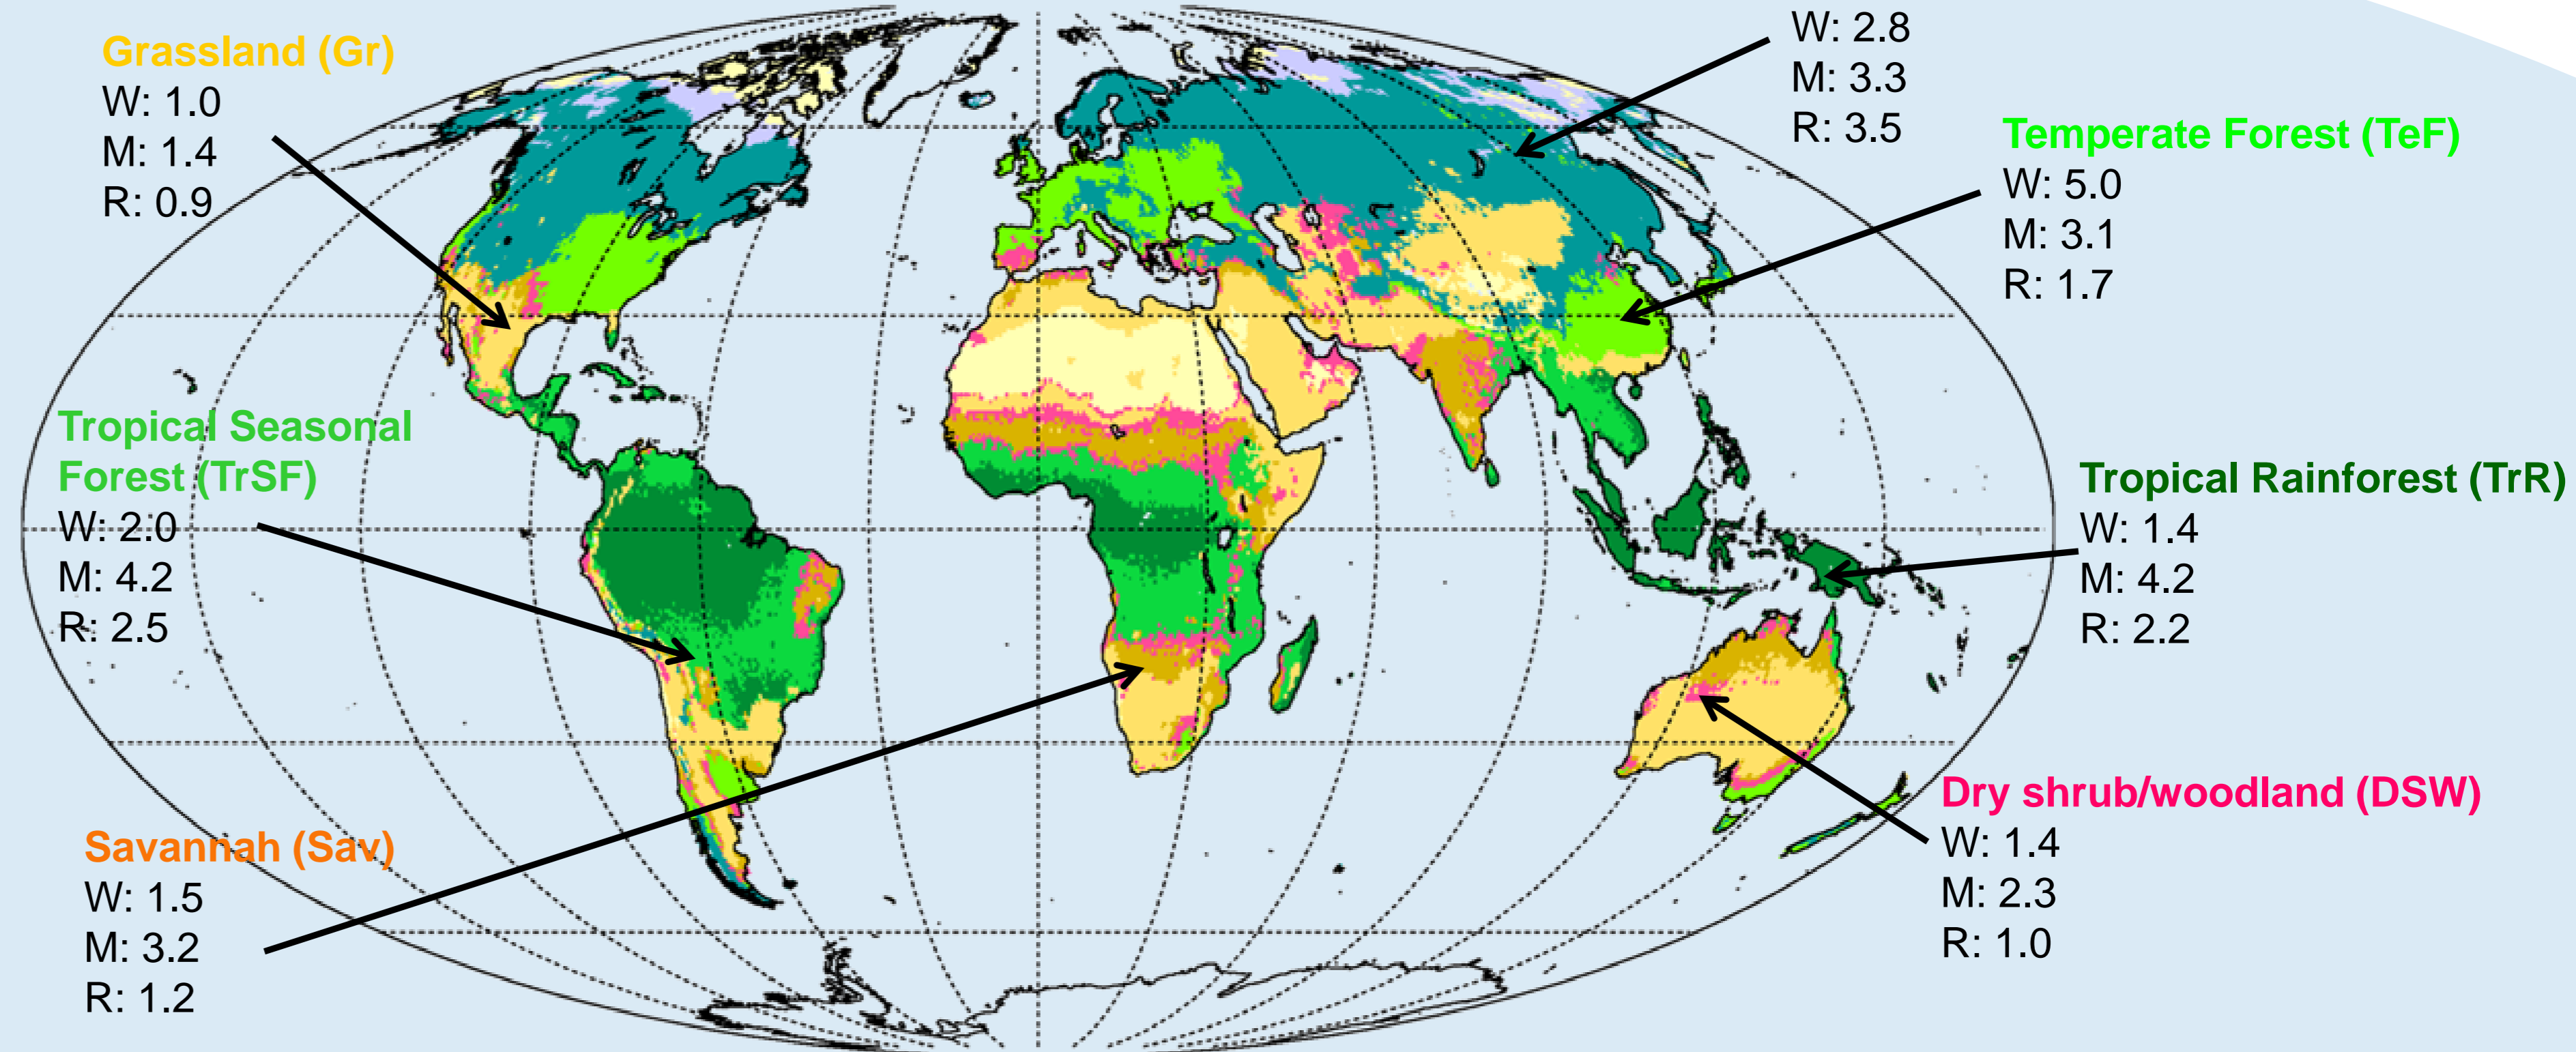 Grassland (Gr)
W: 1.0
M: 1.4
R: 0.9
W: 2.8
M: 3.3
R: 3.5
Temperate Forest (TeF)
W: 5.0
M: 3.1
R: 1.7
Tropical Seasonal
Forest (TrSF)
W: 2.0
M: 4.2
R: 2.5
Tropical Rainforest (TrR)
W: 1.4
M: 4.2
R: 2.2
Savannah (Sav)
W: 1.5
M: 3.2
R: 1.2
Dry shrub/woodland (DSW)
W: 1.4
M: 2.3
R: 1.0